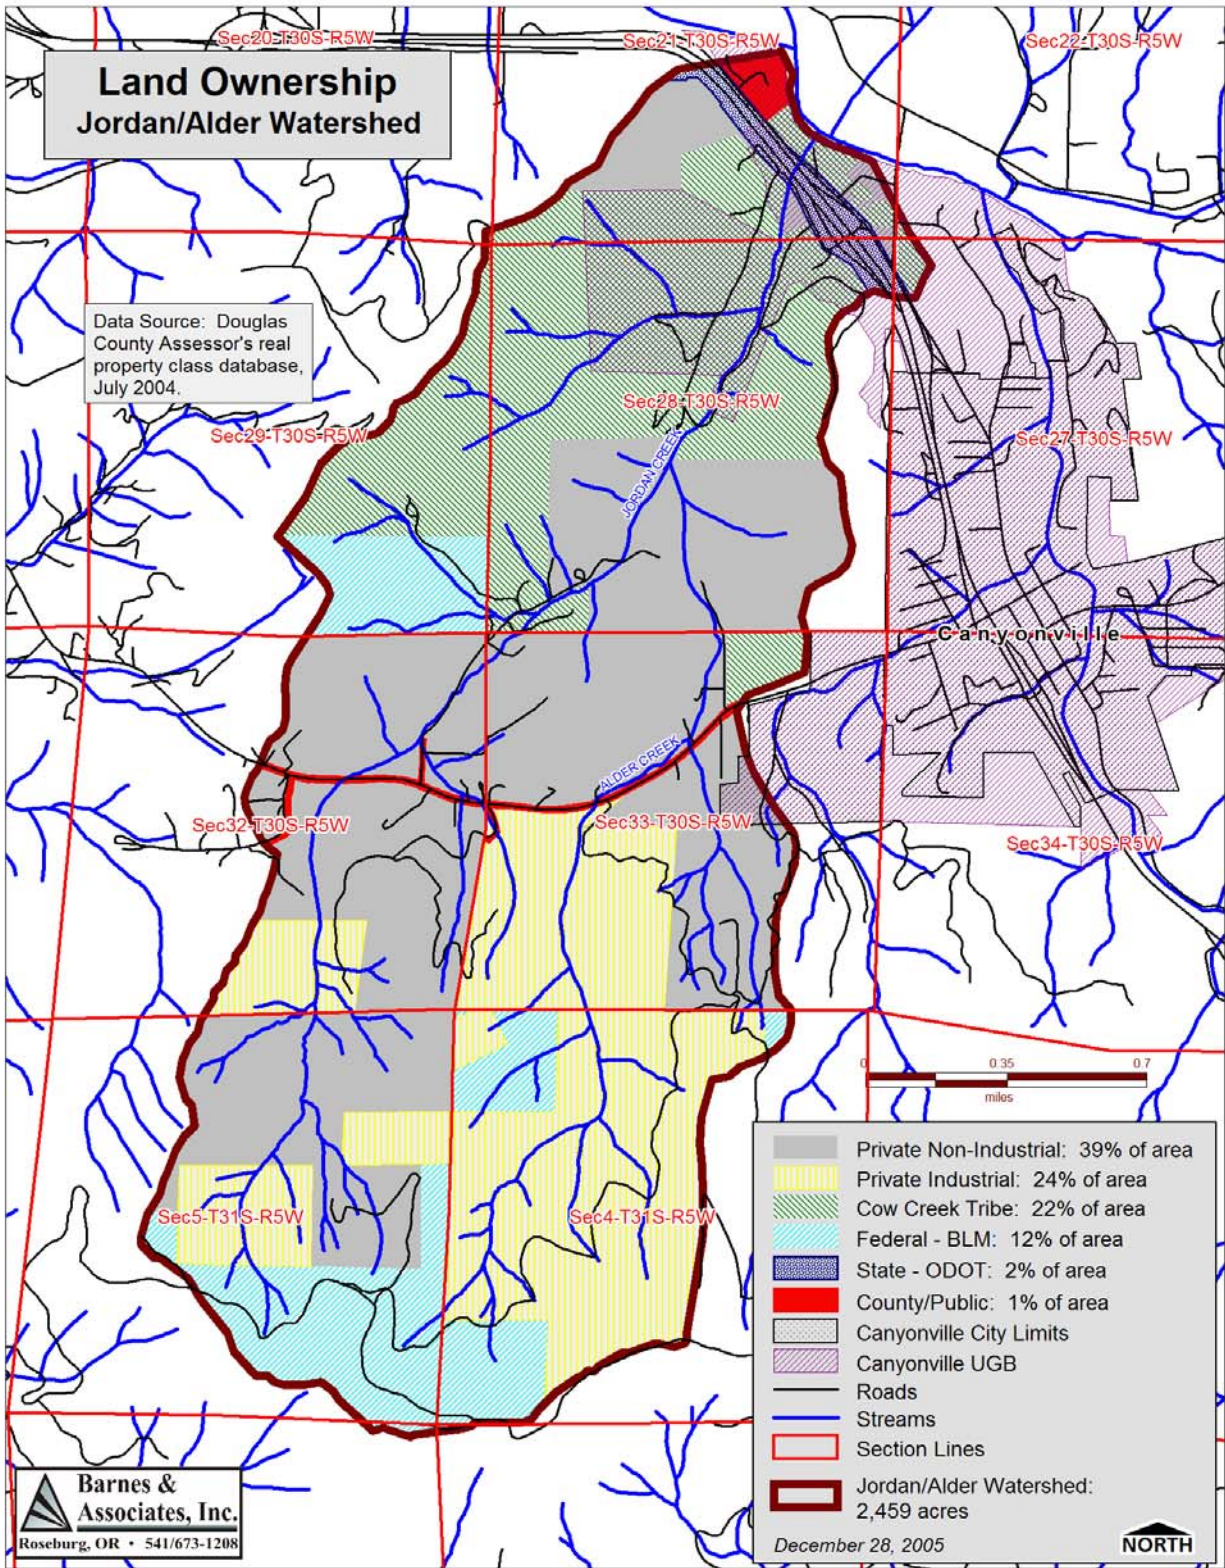 Sec20-T30S-R5W
Sec21-T30S-R5W
Sec22-T30S-R5W
Land Ownership
Jordan/Alder Watershed
Data Source: Douglas
County Assessor's real
property class database,
July 2004.
Sec28-T30S-R5W
Sec29-T30S-R5W
Sec27-T30S-R5W
JORDAN CREEK
Canyonville
ALDER CREEK
Sec32-T30S-R5W
Sec33-T30S-R5W
Sec34-T30S-R5W
0 0.35 0.7
miles
Sec5-T31S-R5W
Sec4-T31S-R5W
Private Non-Industrial: 39% of area
Private Industrial: 24% of area
Cow Creek Tribe: 22% of area
Federal - BLM: 12% of area
State - ODOT: 2% of area
County/Public: 1% of area
Canyonville City Limits
Canyonville UGB
Roads
Streams
Section Lines
Jordan/Alder Watershed:
2,459 acres
December 28, 2005
NORTH
Barnes &
Associates, Inc.
Roseburg, OR • 541/673-1208